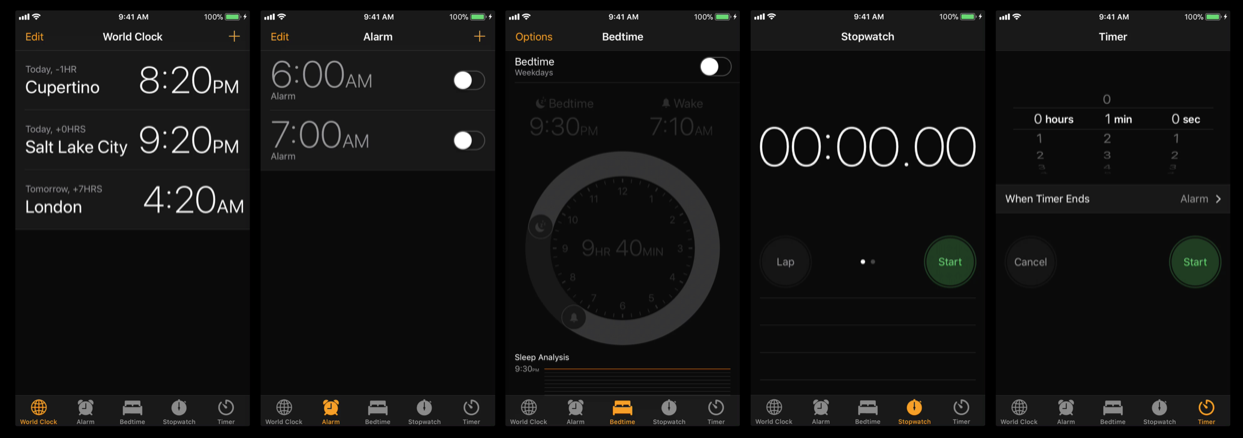 9:41 AM 100%
Edit World Clock +
Today, -1HR
Cupertino 8:20PM
Today, +0HRS
Salt Lake City 9:20PM
Tomorrow, +7HRS
London 4:20AM
World Clock Alarm Bedtime Stopwatch Timer
9:41 AM 100%
Edit Alarm +
6:00AM
Alarm
7:00AM
Alarm
World Clock Alarm Bedtime Stopwatch Timer
9:41 AM 100%
Options Bedtime
Bedtime
Weekdays
Bedtime Wake
9:30PM 7:10AM
12
11 1
10 2
9 9HR 40MIN 3
8 4
7 5
6
Sleep Analysis
9:30PM
World Clock Alarm Bedtime Stopwatch Timer
9:41 AM 100%
Stopwatch
00:00.00
Lap Start
World Clock Alarm Bedtime Stopwatch Timer
9:41 AM 100%
Timer
0
0 hours 1 min 0 sec
1 2 1
2 3 2
3 4 3
When Timer Ends Alarm >
Cancel Start
World Clock Alarm Bedtime Stopwatch Timer